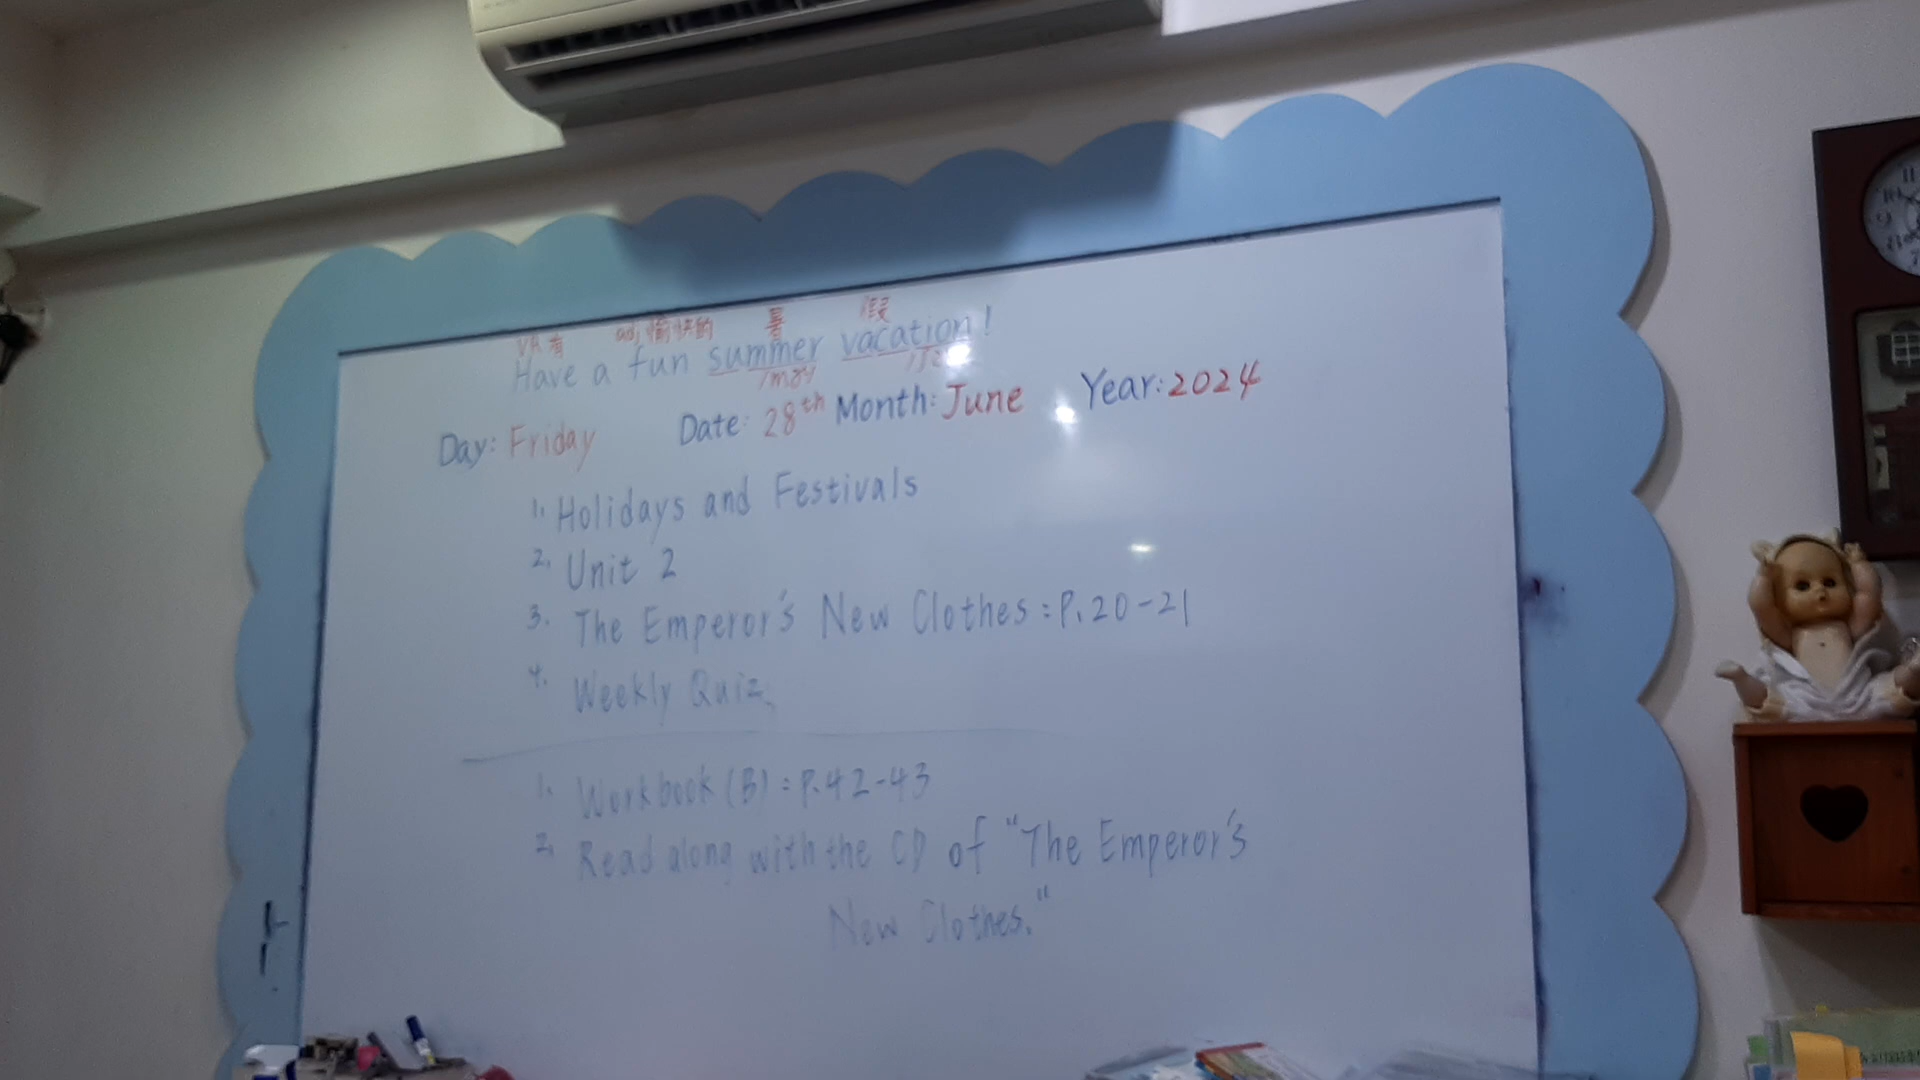 有 adj 愉快的 暑 假
Have a fun summer vacation!
Day: Friday Date: 28th Month: June Year: 2024
1. Holidays and Festivals
2. Unit 2
3. The Emperor's New Clothes: P.20-21
4. Weekly Quiz
1. Workbook (B): P.42-43
2. Read along with the CD of "The Emperor's
New Clothes."